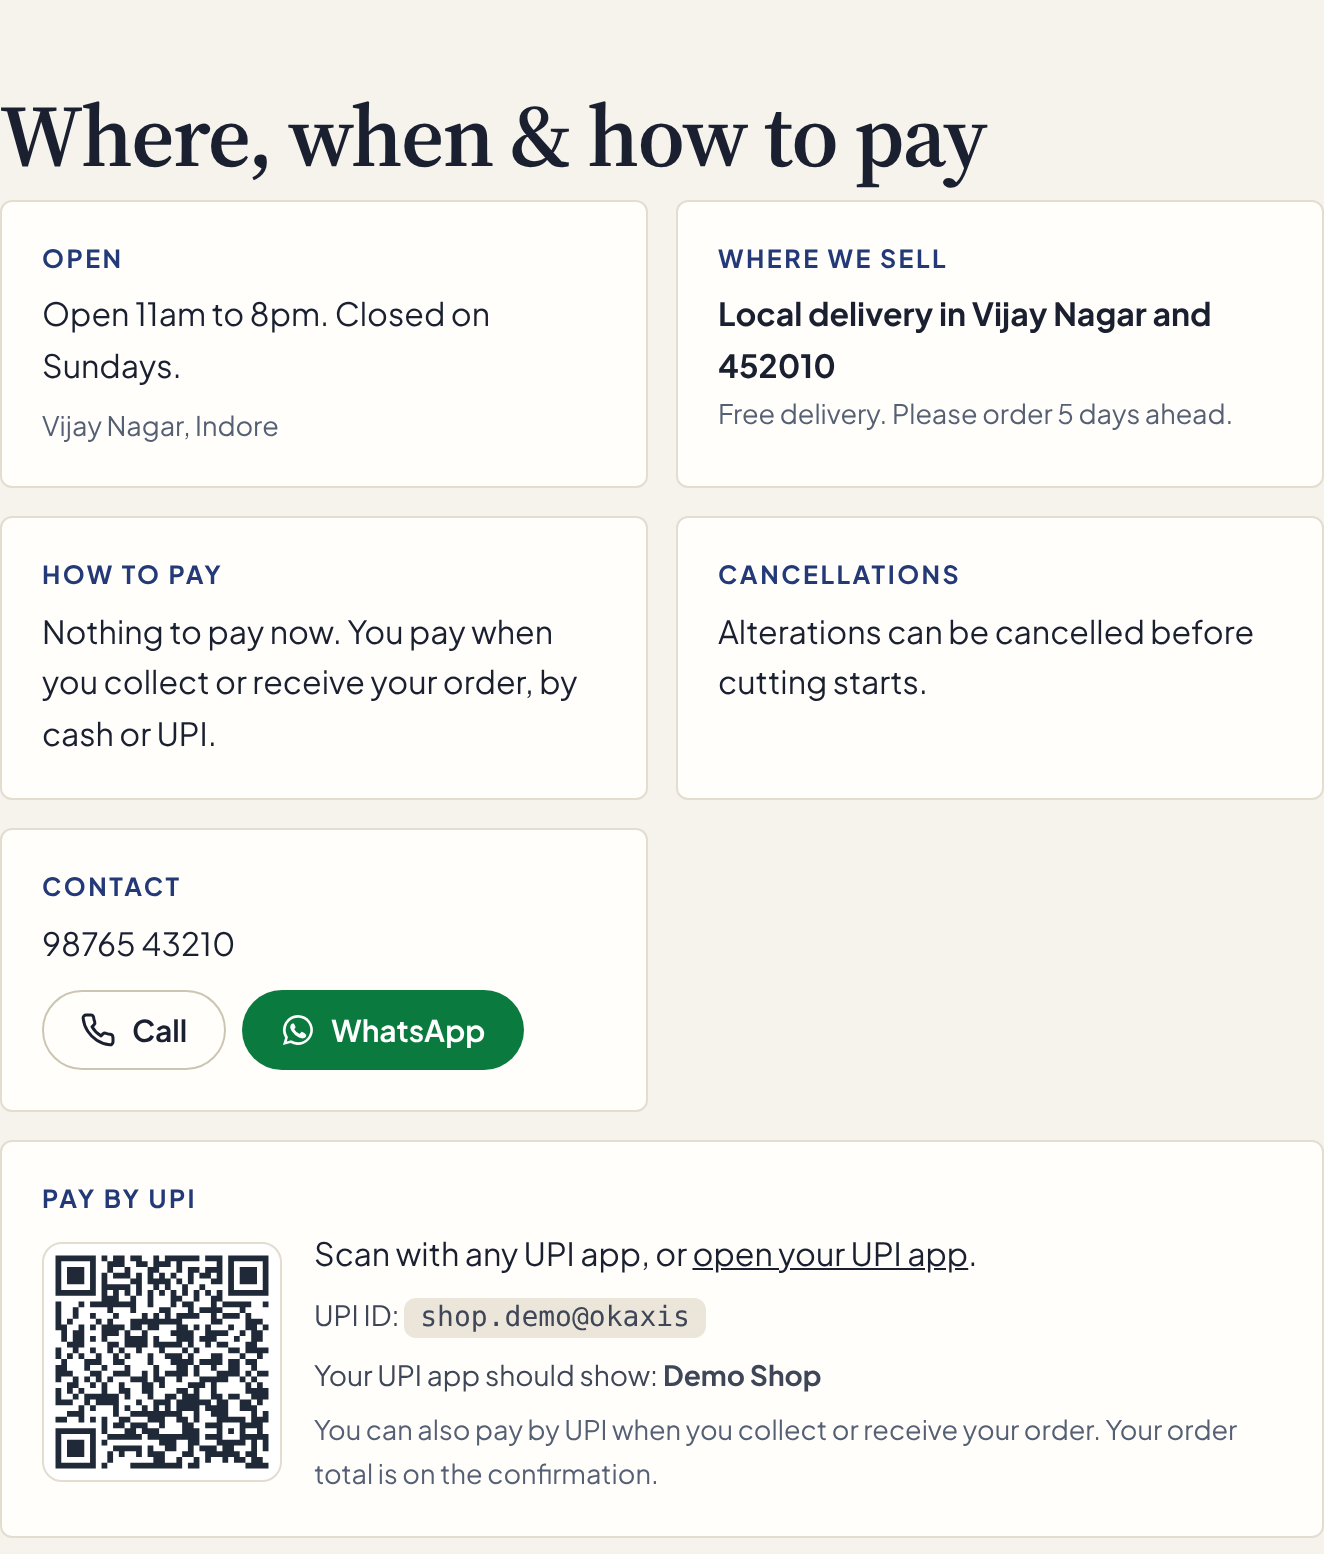 Where, when & how to pay
OPEN
Open 11am to 8pm. Closed on
Sundays.
Vijay Nagar, Indore
WHERE WE SELL
Local delivery in Vijay Nagar and
452010
Free delivery. Please order 5 days ahead.
HOW TO PAY
Nothing to pay now. You pay when
you collect or receive your order, by
cash or UPI.
CANCELLATIONS
Alterations can be cancelled before
cutting starts.
CONTACT
98765 43210
Call
WhatsApp
PAY BY UPI
Scan with any UPI app, or open your UPI app.
UPI ID: shop.demo@okaxis
Your UPI app should show: Demo Shop
You can also pay by UPI when you collect or receive your order. Your order
total is on the confirmation.